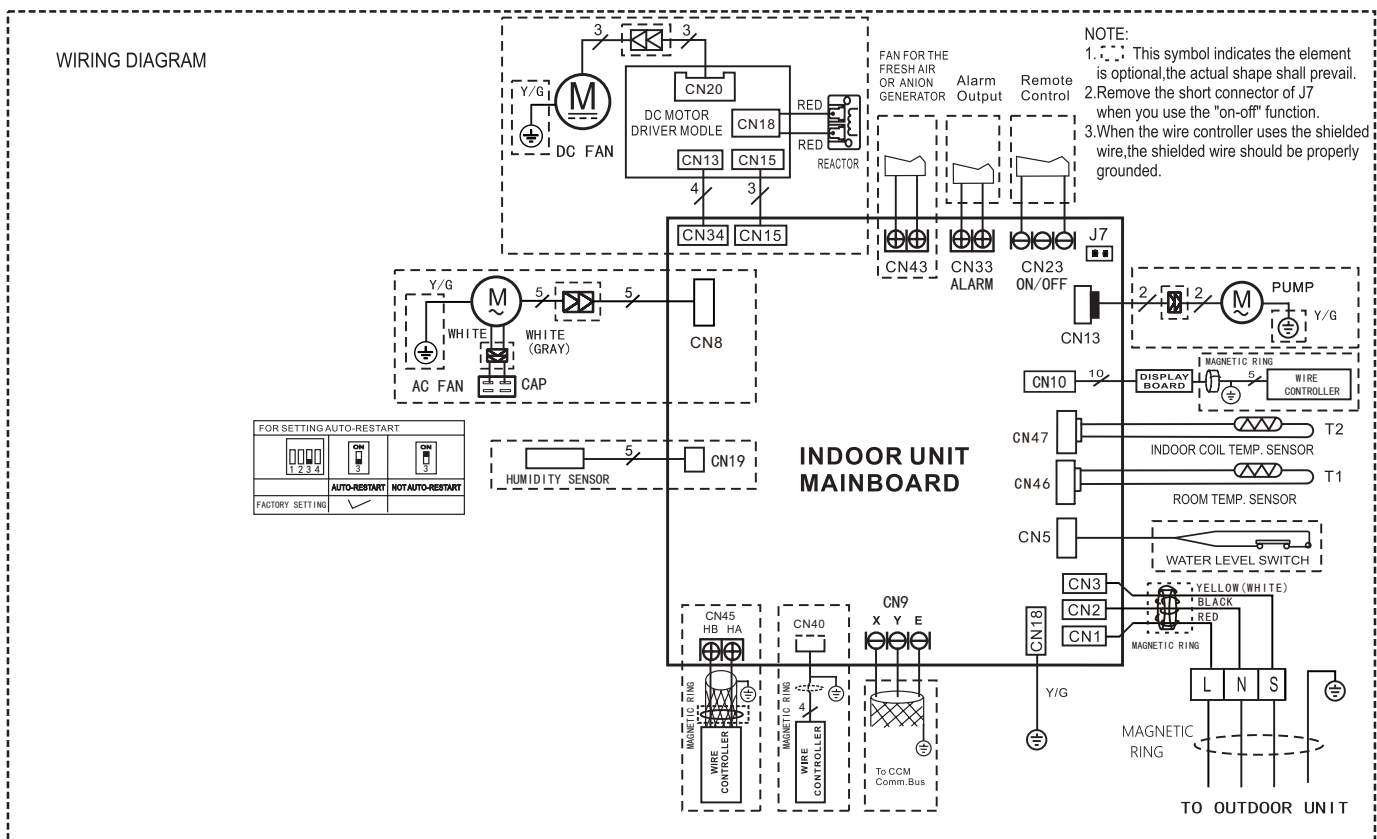 WIRING DIAGRAM
3
3
Y/G
M
DC FAN
CN20
DC MOTOR
DRIVER MODLE
CN18
RED
RED
REACTOR
CN13
CN15
4
3
CN34
CN15
FAN FOR THE
FRESH AIR
OR ANION
GENERATOR
Alarm
Output
Remote
Control
NOTE:
1. This symbol indicates the element
is optional,the actual shape shall prevail.
2.Remove the short connector of J7
when you use the "on-off" function.
3.When the wire controller uses the shielded
wire,the shielded wire should be properly
grounded.
CN43
CN33
ALARM
CN23
ON/OFF
J7
Y/G
M
~
5
5
WHITE
WHITE
(GRAY)
AC FAN
CAP
CN8
CN13
2
2
M
~
PUMP
Y/G
CN10
10
DISPLAY
BOARD
MAGNETIC RING
5
WIRE
CONTROLLER
CN47
T2
INDOOR COIL TEMP. SENSOR
CN46
T1
ROOM TEMP. SENSOR
FOR SETTING AUTO-RESTART
1 2 3 4
ON
3
ON
3
AUTO-RESTART
NOT AUTO-RESTART
FACTORY SETTING
HUMIDITY SENSOR
5
CN19
INDOOR UNIT
MAINBOARD
CN5
WATER LEVEL SWITCH
CN3
CN2
CN1
YELLOW(WHITE)
BLACK
RED
MAGNETIC RING
CN45
HB HA
MAGNETIC RING
WIRE
CONTROLLER
CN40
MAGNETIC RING
4
WIRE
CONTROLLER
CN9
X Y E
To CCM
Comm.Bus
CN18
Y/G
L N S
MAGNETIC
RING
TO OUTDOOR UNIT